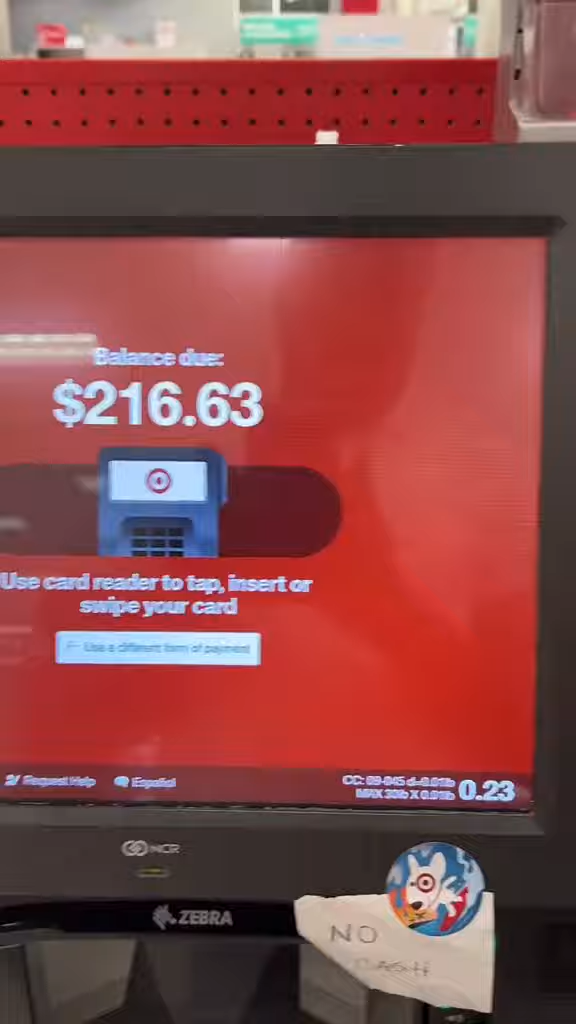 Balance due:
$216.63
Use card reader to tap, insert or
swipe your card
Use a different form of payment
Request Help
Español
0.23
NCR
ZEBRA
NO
CASH